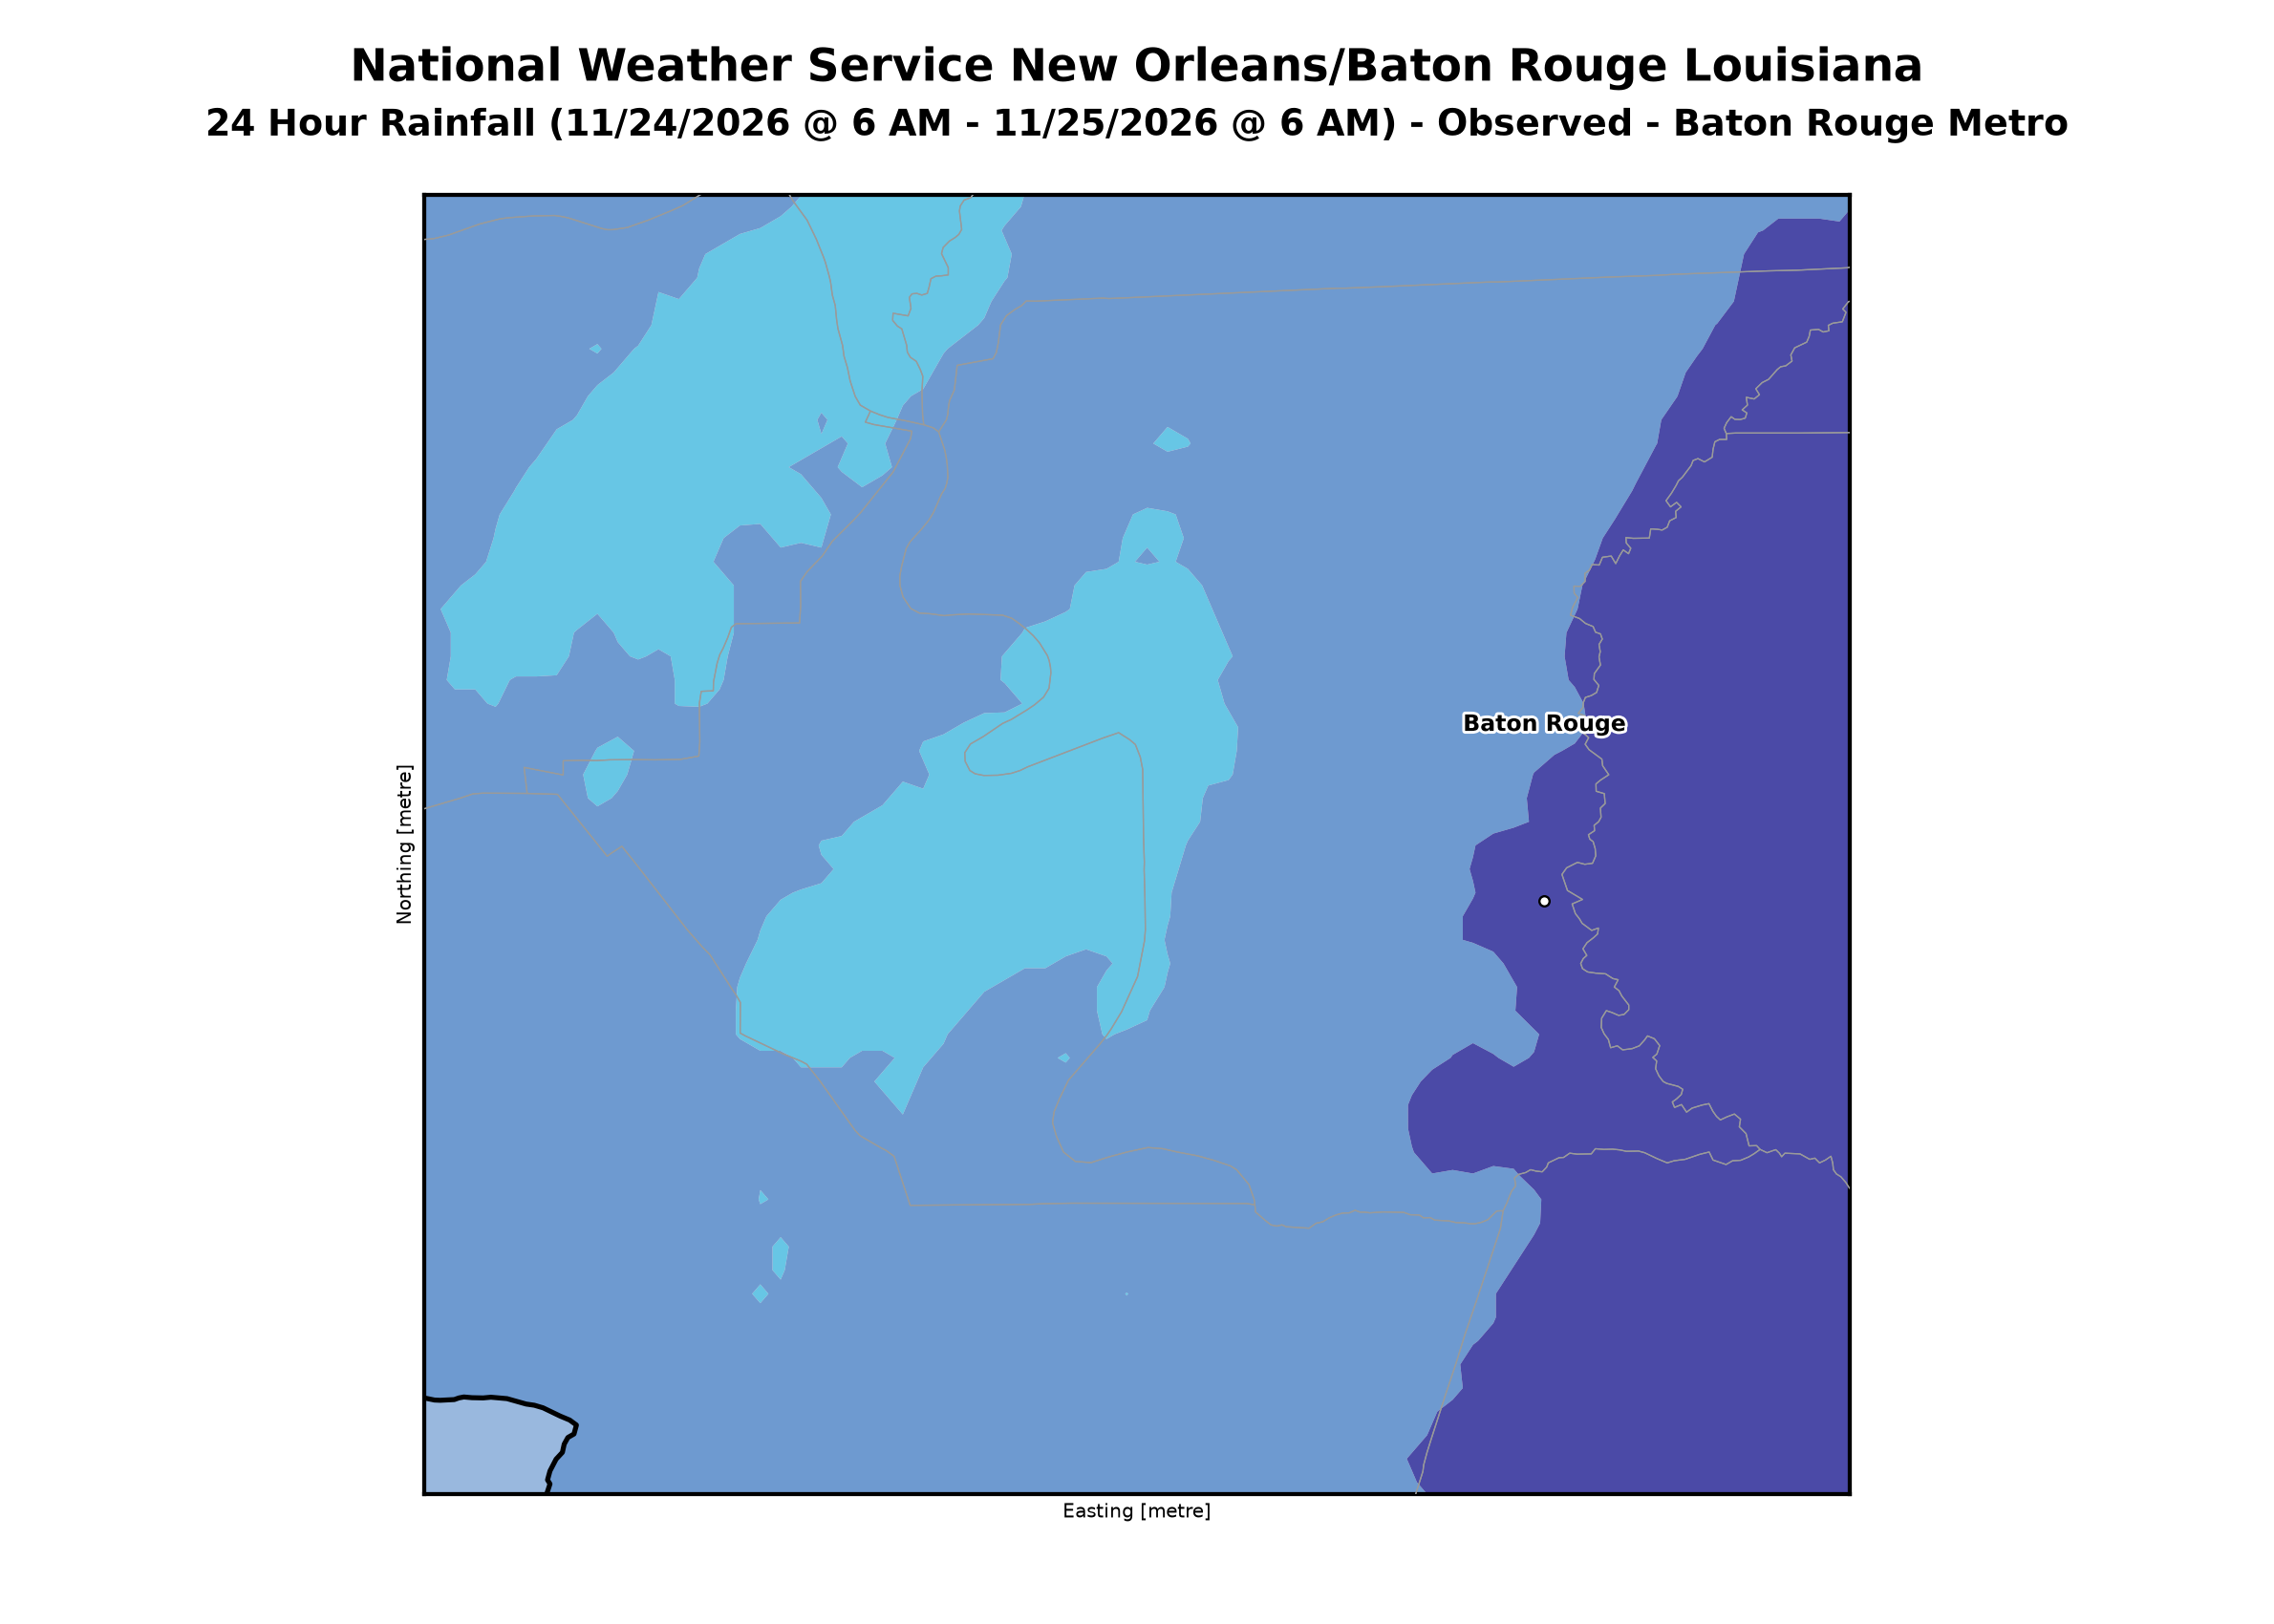 National Weather Service New Orleans/Baton Rouge Louisiana
24 Hour Rainfall (11/24/2026 @ 6 AM - 11/25/2026 @ 6 AM) - Observed - Baton Rouge Metro
Baton Rouge
Northing [metre]
Easting [metre]